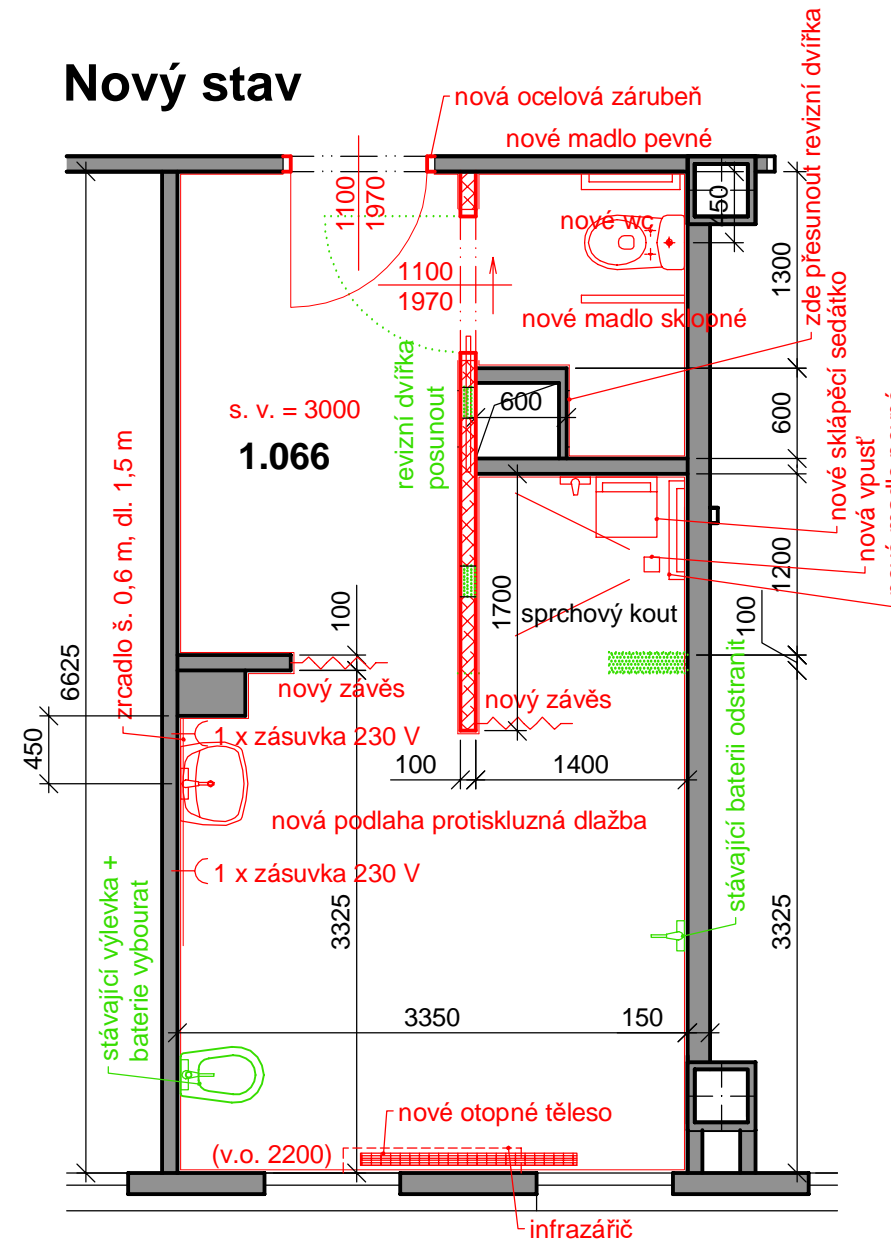 Nový stav
nová ocelová zárubeň
nové madlo pevné
1100
1970
nové wc
150
1300
zde přesunout revizní dvířka
1100
1970
nové madlo sklopné
revizní dvířka
posunout
s. v. = 3000
1.066
600
600
nové sklápěcí sedátko
nová vpusť
zrcadlo š. 0,6 m, dl. 1,5 m
1700
sprchový kout
1200
100
100
6625
nový závěs
nový závěs
1 x zásuvka 230 V
450
100
1400
nová podlaha protiskluzná dlažba
stávající baterii odstranit
1 x zásuvka 230 V
stávající výlevka +
baterie vybourat
3325
3325
3350
150
nové otopné těleso
(v.o. 2200)
infrazářič